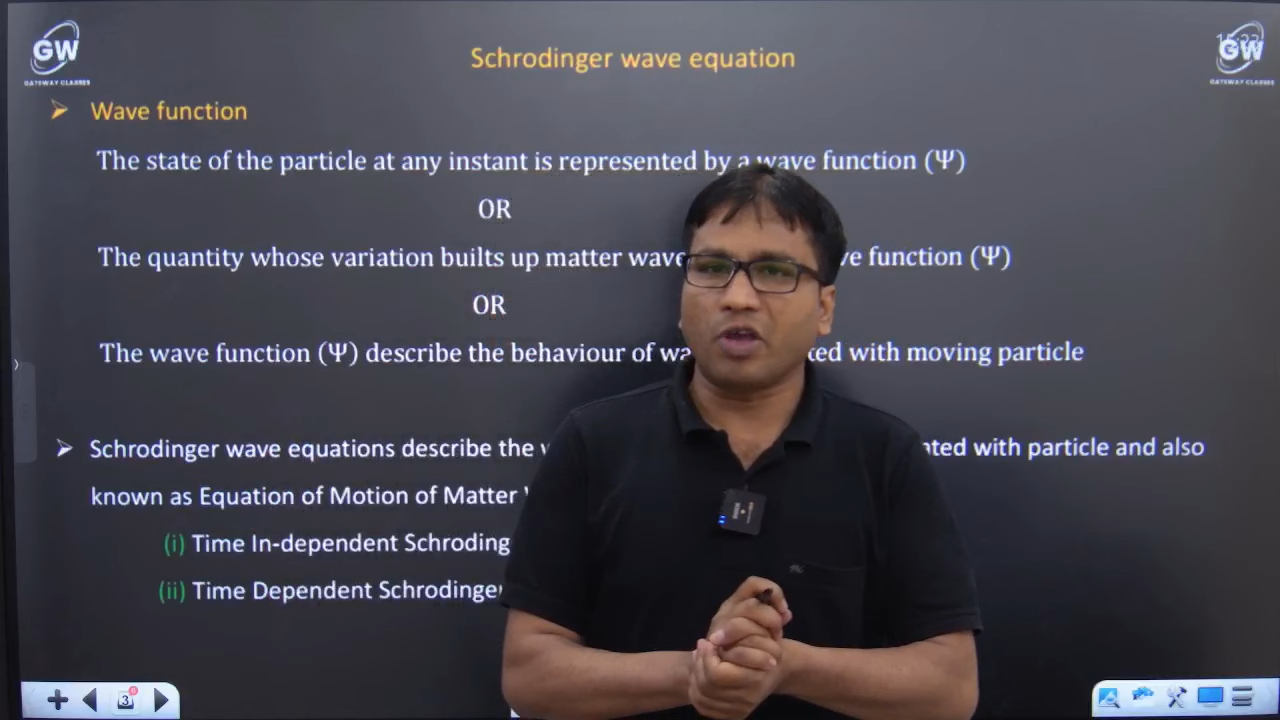 GW
GATEWAY CLASSES
Schrodinger wave equation
GW
GATEWAY CLASSES
Wave function
The state of the particle at any instant is represented by a wave function (Ψ)
OR
The quantity whose variation builts up matter wave ve function (Ψ)
OR
The wave function (Ψ) describe the behaviour of wa ted with moving particle
Schrodinger wave equations describe the w ated with particle and also
known as Equation of Motion of Matter
(i) Time In-dependent Schroding
(ii) Time Dependent Schrodinger
3